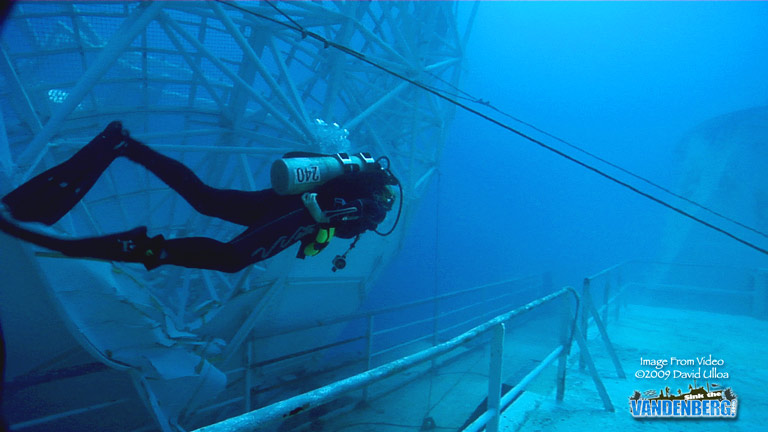 240
Image From Video
©2009 David Ulloa
Sink the
VANDENBERG